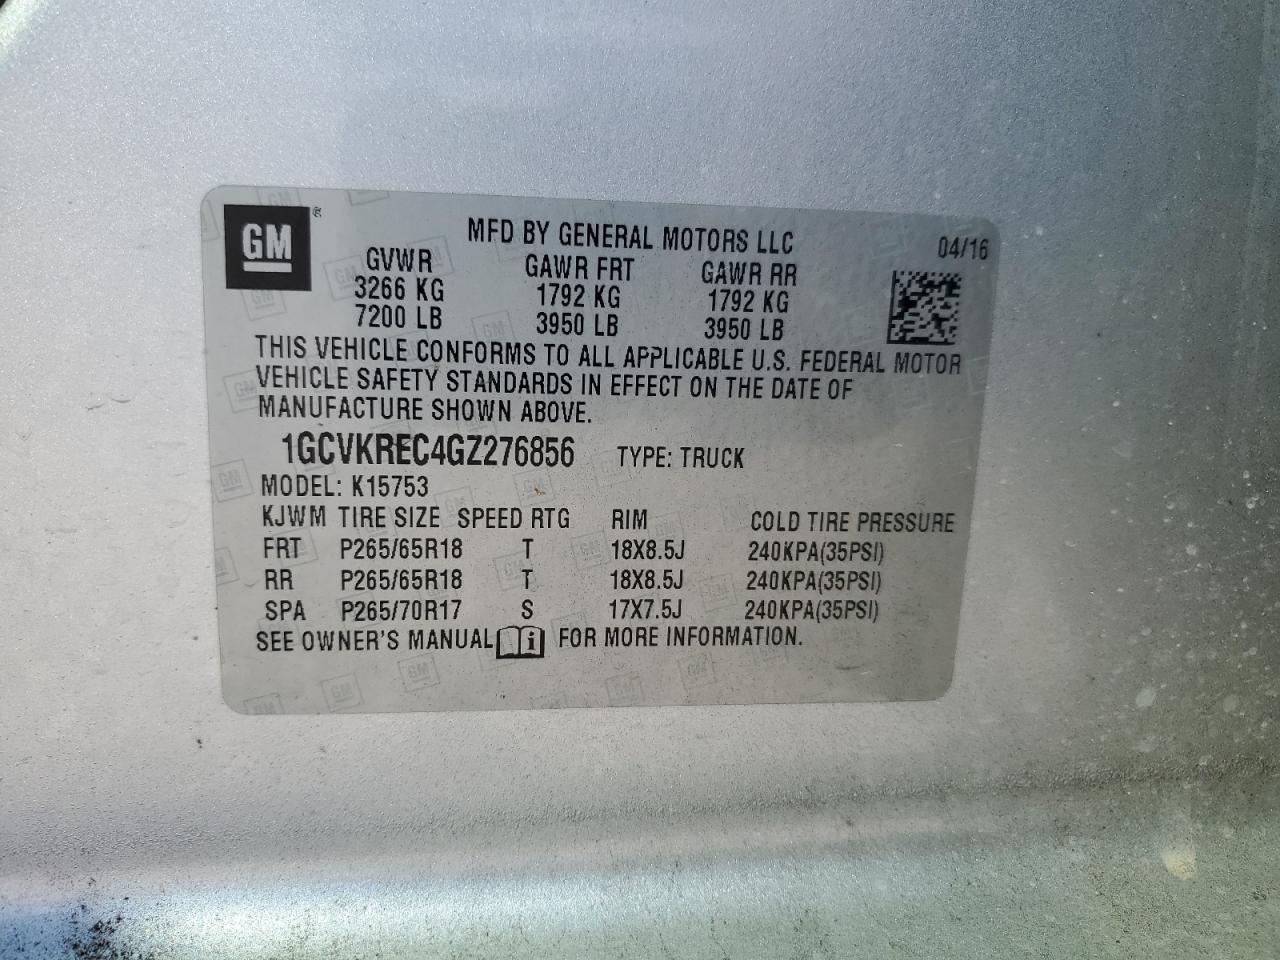 GM ®
MFD BY GENERAL MOTORS LLC 04/16
GVWR GAWR FRT GAWR RR
3266 KG 1792 KG 1792 KG
7200 LB 3950 LB 3950 LB
THIS VEHICLE CONFORMS TO ALL APPLICABLE U.S. FEDERAL MOTOR
VEHICLE SAFETY STANDARDS IN EFFECT ON THE DATE OF
MANUFACTURE SHOWN ABOVE.
1GCVKREC4GZ276856 TYPE: TRUCK
MODEL: K15753
KJWM TIRE SIZE SPEED RTG RIM COLD TIRE PRESSURE
FRT P265/65R18 T 18X8.5J 240KPA(35PSI)
RR P265/65R18 T 18X8.5J 240KPA(35PSI)
SPA P265/70R17 S 17X7.5J 240KPA(35PSI)
SEE OWNER'S MANUAL i FOR MORE INFORMATION.